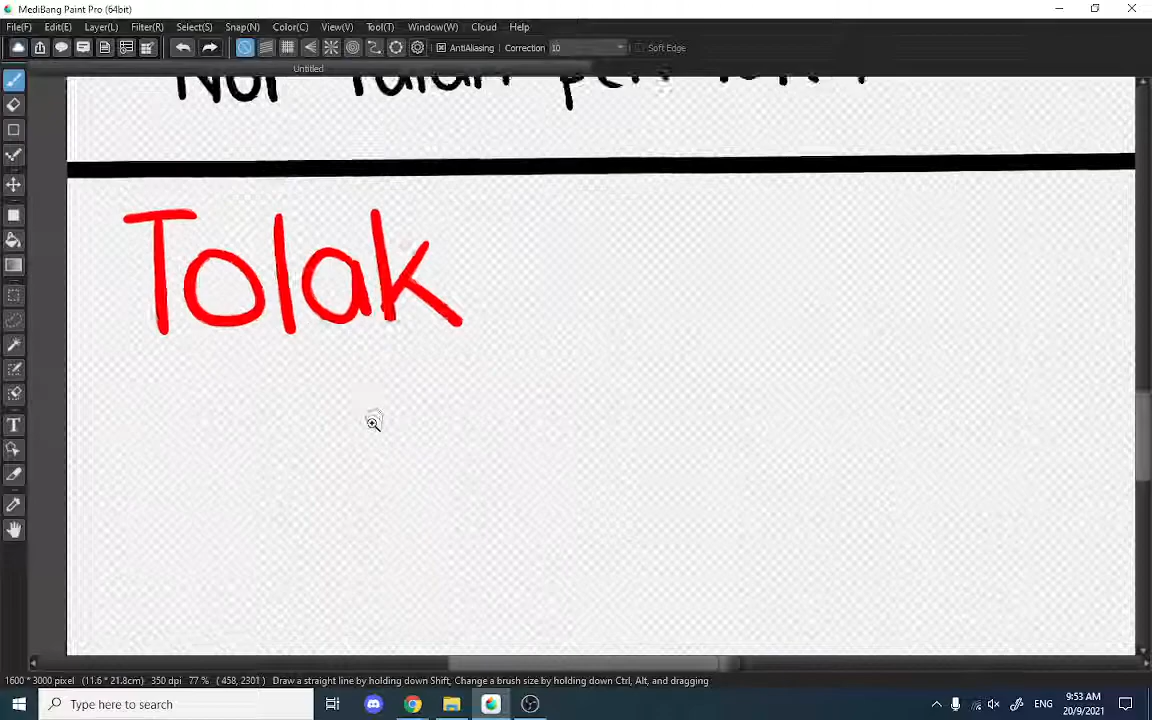 MediBang Paint Pro (64bit)
File(F) Edit(E) Layer(L) Filter(R) Select(S) Snap(N) Color(C) View(V) Tool(T) Window(W) Cloud Help
AntiAliasing Correction 10 Soft Edge
Untitled
Tolak
T
1600 * 3000 pixel (11.6 * 21.8cm) 350 dpi 77 % ( 458, 2301 ) Draw a straight line by holding down Shift, Change a brush size by holding down Ctrl, Alt, and dragging
Type here to search
ENG
9:53 AM
20/9/2021